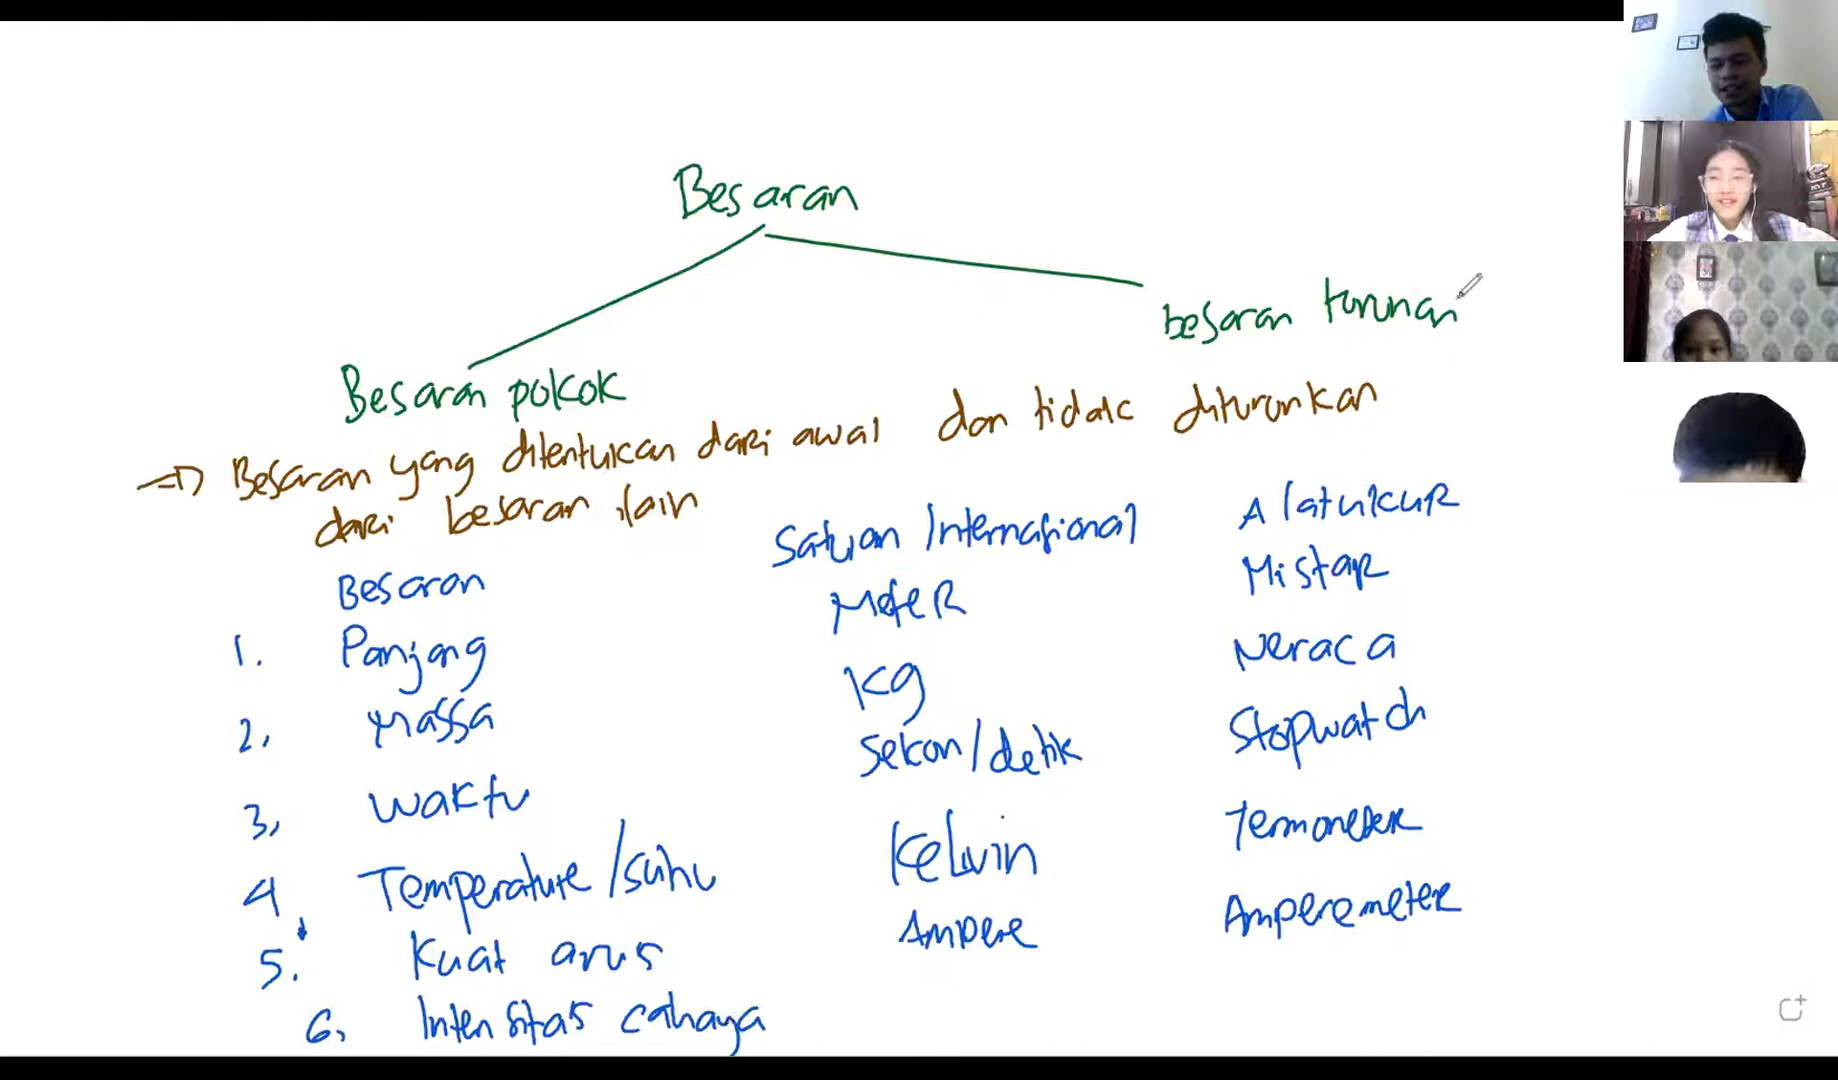 Besaran
besaran turunan
Besaran pokok
⇒ Besaran yang ditentukan dari awal dan tidak diturunkan
dari besaran lain
Besaran Satuan Internasional Alat ukur
1. Panjang Meter Mistar
2. Massa Kg Neraca
3. Waktu Sekon/detik Stopwatch
4 Temperature/suhu Kelvin Termometer
5. Kuat arus Ampere Amperemeter
6. Intensitas cahaya